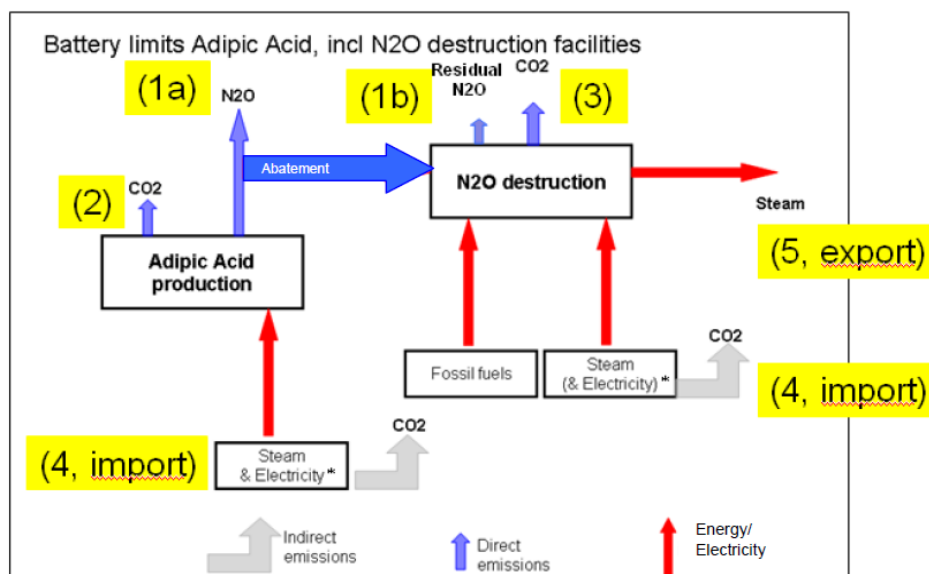 Battery limits Adipic Acid, incl N2O destruction facilities
(1a)
N2O
(1b)
Residual
N2O
CO2
(3)
Abatement
N2O destruction
(2)
CO2
Steam
Adipic Acid
production
(5, export)
CO2
Fossil fuels
Steam
(& Electricity)*
(4, import)
CO2
(4, import)
Steam
& Electricity*
Indirect
emissions
Direct
emissions
Energy/
Electricity